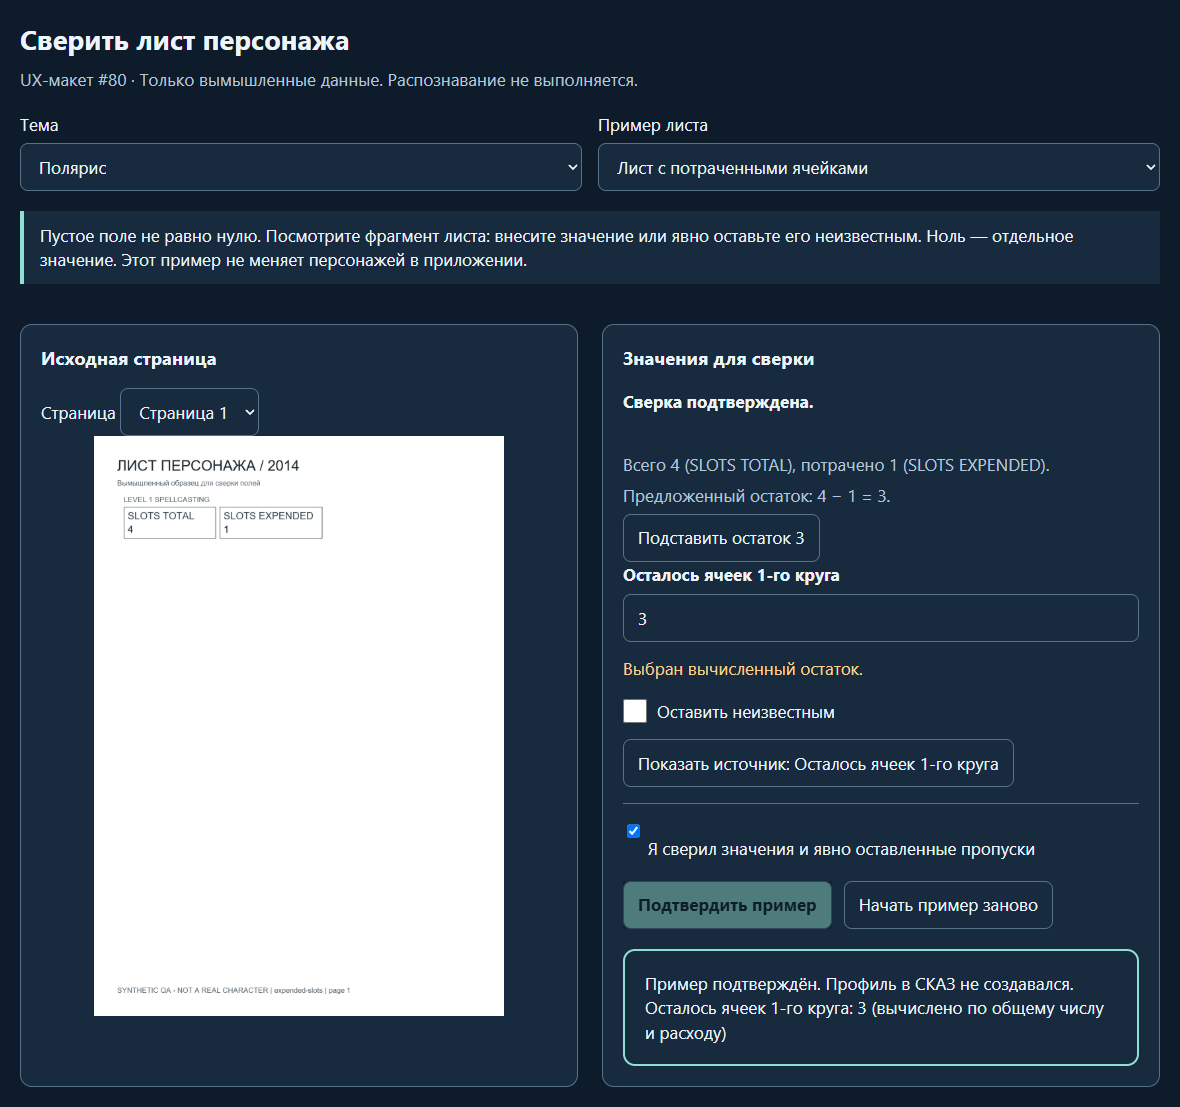 Сверить лист персонажа
UX-макет #80 · Только вымышленные данные. Распознавание не выполняется.
Тема
Полярис
Пример листа
Лист с потраченными ячейками
Пустое поле не равно нулю. Посмотрите фрагмент листа: внесите значение или явно оставьте его неизвестным. Ноль — отдельное
значение. Этот пример не меняет персонажей в приложении.
Исходная страница
Страница
Страница 1
ЛИСТ ПЕРСОНАЖА / 2014
Вымышленный образец для сверки полей
LEVEL 1 SPELLCASTING
SLOTS TOTAL
4
SLOTS EXPENDED
1
SYNTHETIC QA - NOT A REAL CHARACTER | expended-slots | page 1
Значения для сверки
Сверка подтверждена.
Всего 4 (SLOTS TOTAL), потрачено 1 (SLOTS EXPENDED).
Предложенный остаток: 4 − 1 = 3.
Подставить остаток 3
Осталось ячеек 1-го круга
3
Выбран вычисленный остаток.
Оставить неизвестным
Показать источник: Осталось ячеек 1-го круга
Я сверил значения и явно оставленные пропуски
Подтвердить пример
Начать пример заново
Пример подтверждён. Профиль в СКАЗ не создавался.
Осталось ячеек 1-го круга: 3 (вычислено по общему числу
и расходу)